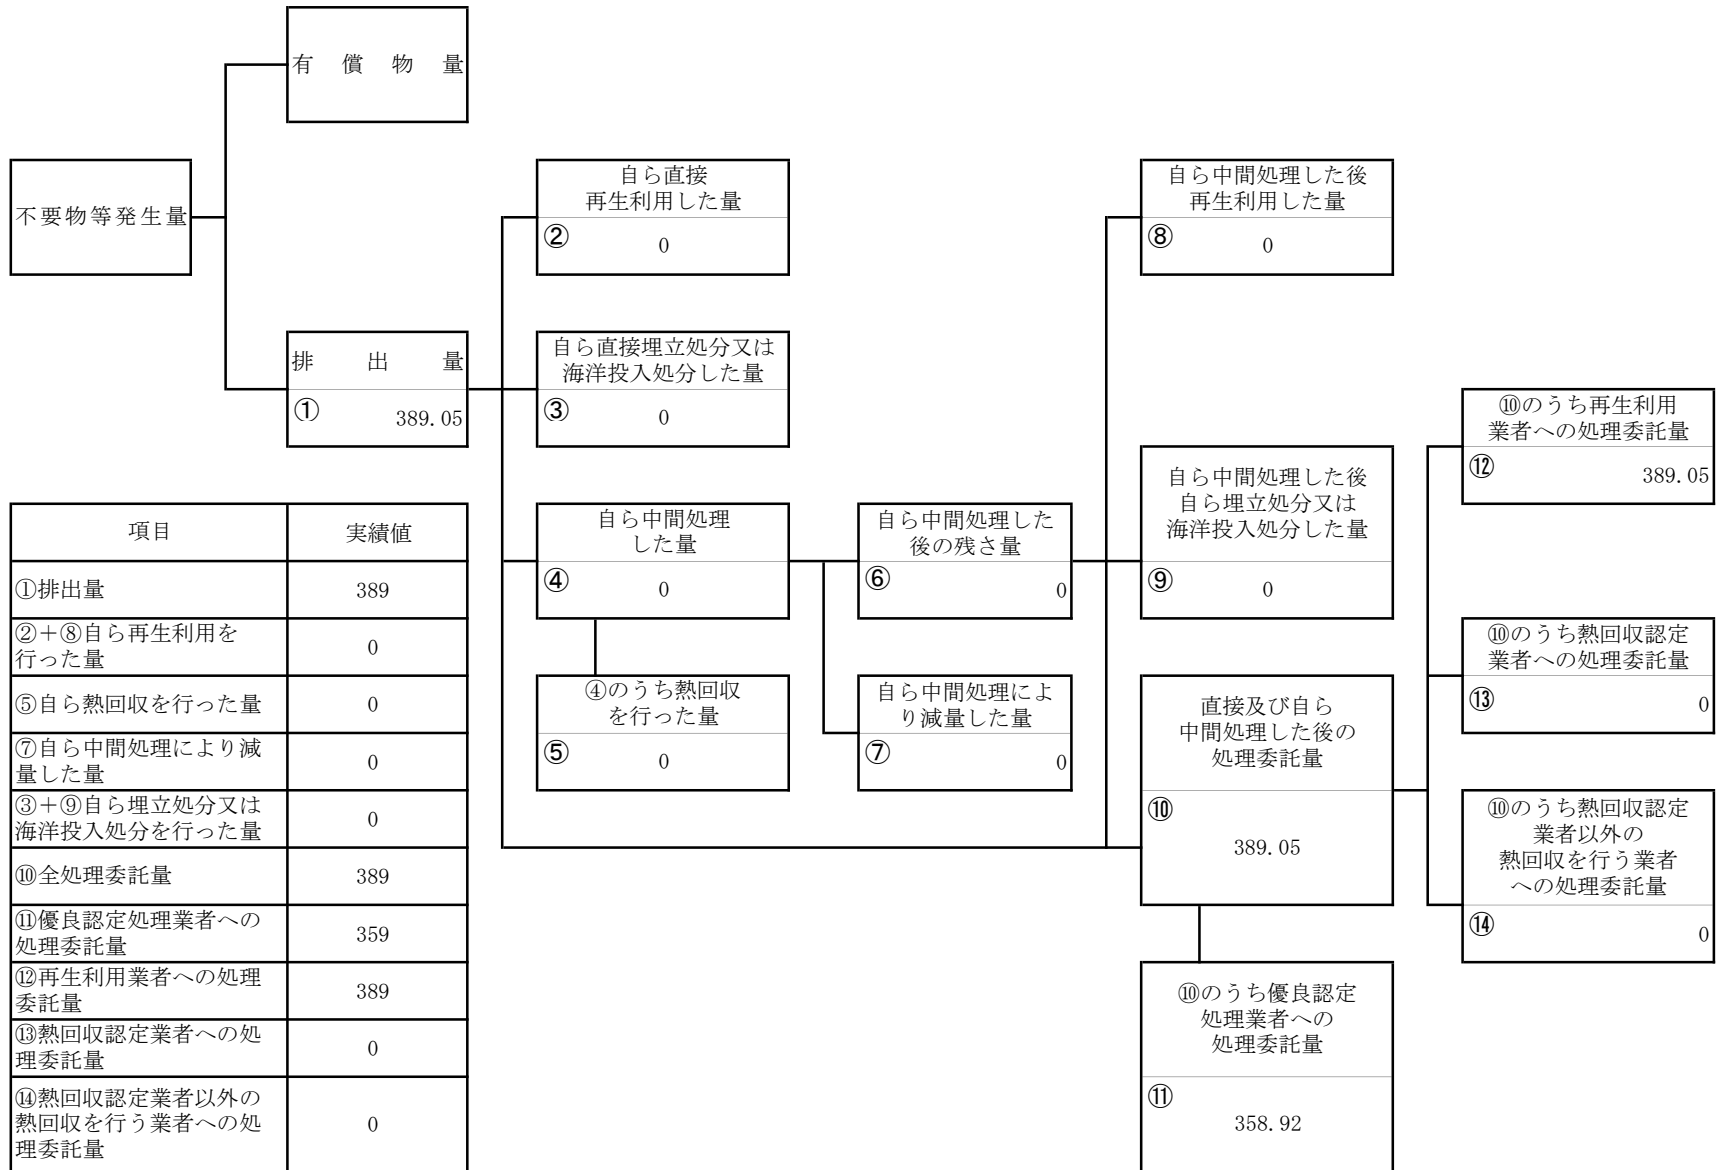 有償物量
不要物等発生量
排出量
① 389.05
自ら直接
再生利用した量
② 0
自ら直接埋立処分又は
海洋投入処分した量
③ 0
自ら中間処理
した量
④ 0
④のうち熱回収
を行った量
⑤ 0
自ら中間処理した
後の残さ量
⑥ 0
自ら中間処理によ
り減量した量
⑦ 0
自ら中間処理した後
再生利用した量
⑧ 0
自ら中間処理した後
自ら埋立処分又は
海洋投入処分した量
⑨ 0
直接及び自ら
中間処理した後の
処理委託量
⑩
389.05
⑩のうち優良認定
処理業者への
処理委託量
⑪
358.92
⑩のうち再生利用
業者への処理委託量
⑫ 389.05
⑩のうち熱回収認定
業者への処理委託量
⑬ 0
⑩のうち熱回収認定
業者以外の
熱回収を行う業者
への処理委託量
⑭ 0
項目 実績値
①排出量 389
②+⑧自ら再生利用を
行った量 0
⑤自ら熱回収を行った量 0
⑦自ら中間処理により減
量した量 0
③+⑨自ら埋立処分又は
海洋投入処分を行った量 0
⑩全処理委託量 389
⑪優良認定処理業者への
処理委託量 359
⑫再生利用業者への処理
委託量 389
⑬熱回収認定業者への処
理委託量 0
⑭熱回収認定業者以外の
熱回収を行う業者への処
理委託量 0